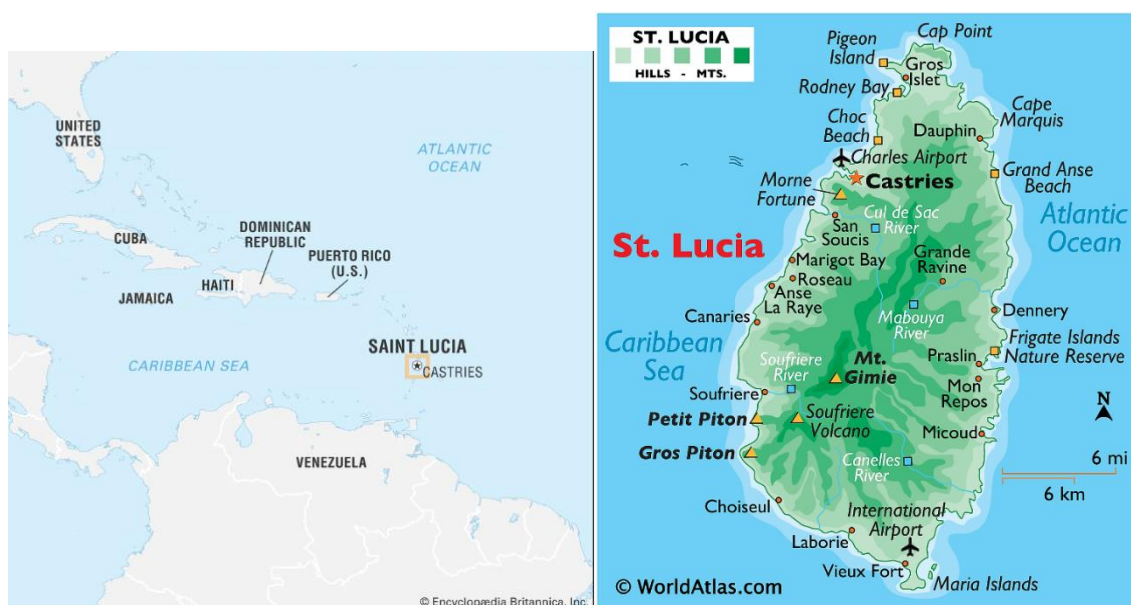 UNITED
STATES
ATLANTIC
OCEAN
CUBA
DOMINICAN
REPUBLIC
PUERTO RICO
(U.S.)
HAITI
JAMAICA
SAINT LUCIA
CASTRIES
CARIBBEAN SEA
VENEZUELA
© Encyclopædia Britannica, Inc.
ST. LUCIA
HILLS - MTS.
Cap Point
Pigeon
Island
Gros
Islet
Rodney Bay
Cape
Marquis
Choc
Beach
Dauphin
Charles Airport
Castries
Grand Anse
Beach
Morne
Fortune
Cul de Sac
River
San
Soucis
Atlantic
Ocean
St. Lucia
Marigot Bay
Grande
Ravine
Roseau
Anse
La Raye
Canaries
Mabouya
River
Dennery
Caribbean
Sea
Frigate Islands
Nature Reserve
Soufriere
River
Mt.
Gimie
Praslin
Mon
Repos
Soufriere
Petit Piton
Soufriere
Volcano
Micoud
N
Gros Piton
Canelles
River
6 mi
6 km
Choiseul
International
Airport
Laborie
Vieux Fort
Maria Islands
© WorldAtlas.com